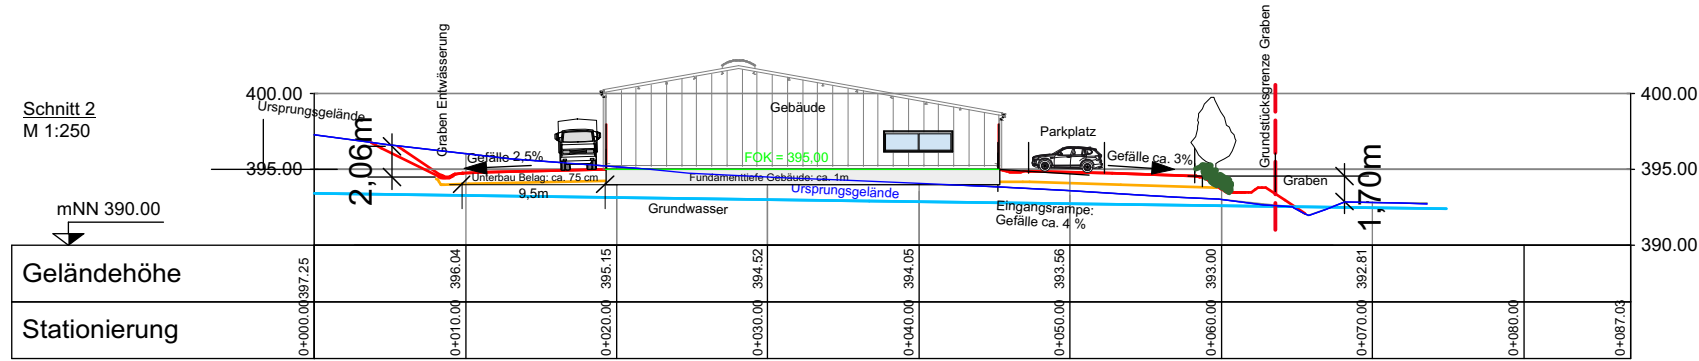 Schnitt 2
M 1:250
400.00
395.00
mNN 390.00
Ursprungsgelände
2,06m
Graben Entwässerung
Gefälle 2,5%
Unterbau Belag: ca. 75 cm
9,5m
Gebäude
FOK = 395,00
Fundamenttiefe Gebäude: ca. 1m
Ursprungsgelände
Grundwasser
Parkplatz
Gefälle ca. 3%
Eingangsrampe:
Gefälle ca. 4 %
Grundstücksgrenze Graben
Graben
1,70m
400.00
395.00
390.00
Geländehöhe
397.25
396.04
395.15
394.52
394.05
393.56
393.00
392.81
Stationierung
0+000.00
0+010.00
0+020.00
0+030.00
0+040.00
0+050.00
0+060.00
0+070.00
0+080.00
0+087.03